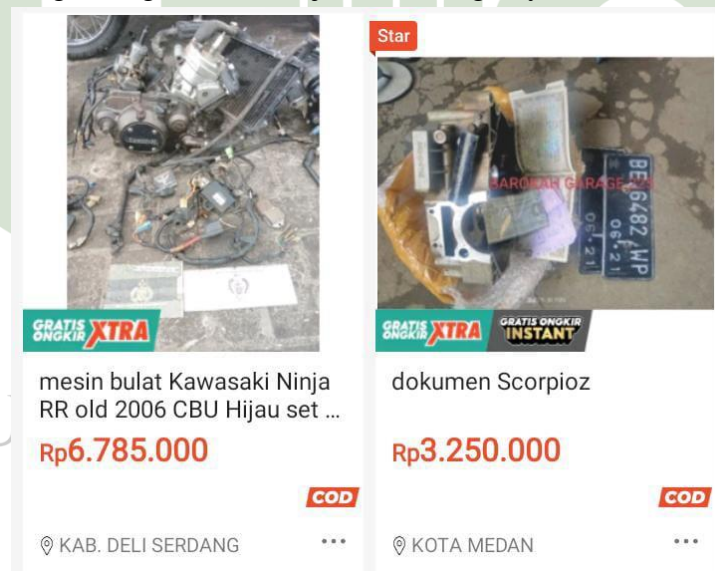 GRATIS ONGKIR XTRA
mesin bulat Kawasaki Ninja
RR old 2006 CBU Hijau set ...
Rp6.785.000
COD
KAB. DELI SERDANG
Star
BAROKAH GARAGE
BE 6482 WP
06·21
GRATIS ONGKIR XTRA
GRATIS ONGKIR INSTANT
dokumen Scorpioz
Rp3.250.000
COD
KOTA MEDAN